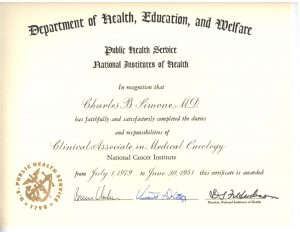 Department of Health, Education, and Welfare
Public Health Service
National Institutes of Health
In recognition that
Charles B. Simone, M.D.
has faithfully and satisfactorily completed the duties
and responsibilities of
Clinical Associate in Medical Oncology
National Cancer Institute
from July 1, 1979 to June 30, 1981 this certificate is awarded
Director, National Institutes of Health
U.S. PUBLIC HEALTH SERVICE